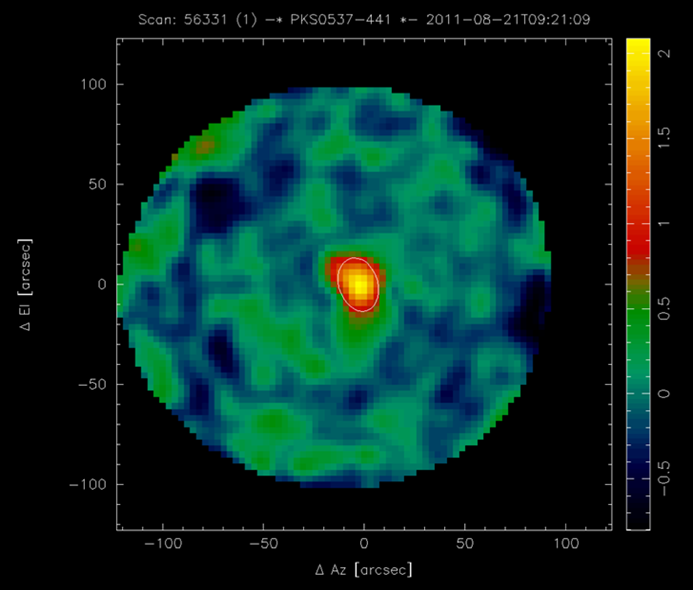 Scan: 56331 (1) -* PKS0537-441 *- 2011-08-21T09:21:09
Δ El [arcsec]
100
50
0
-50
-100
-100 -50 0 50 100
Δ Az [arcsec]
2
1.5
1
0.5
0
-0.5